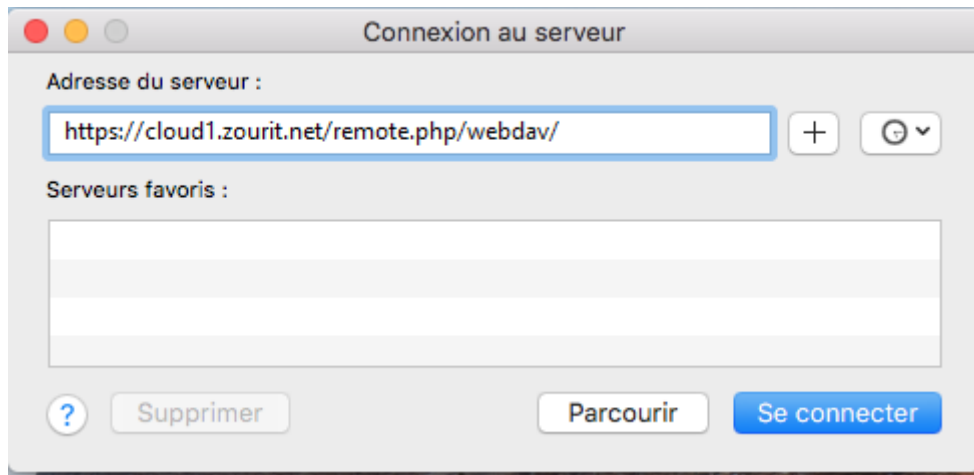 Connexion au serveur
Adresse du serveur :
https://cloud1.zourit.net/remote.php/webdav/
Serveurs favoris :
? Supprimer Parcourir Se connecter